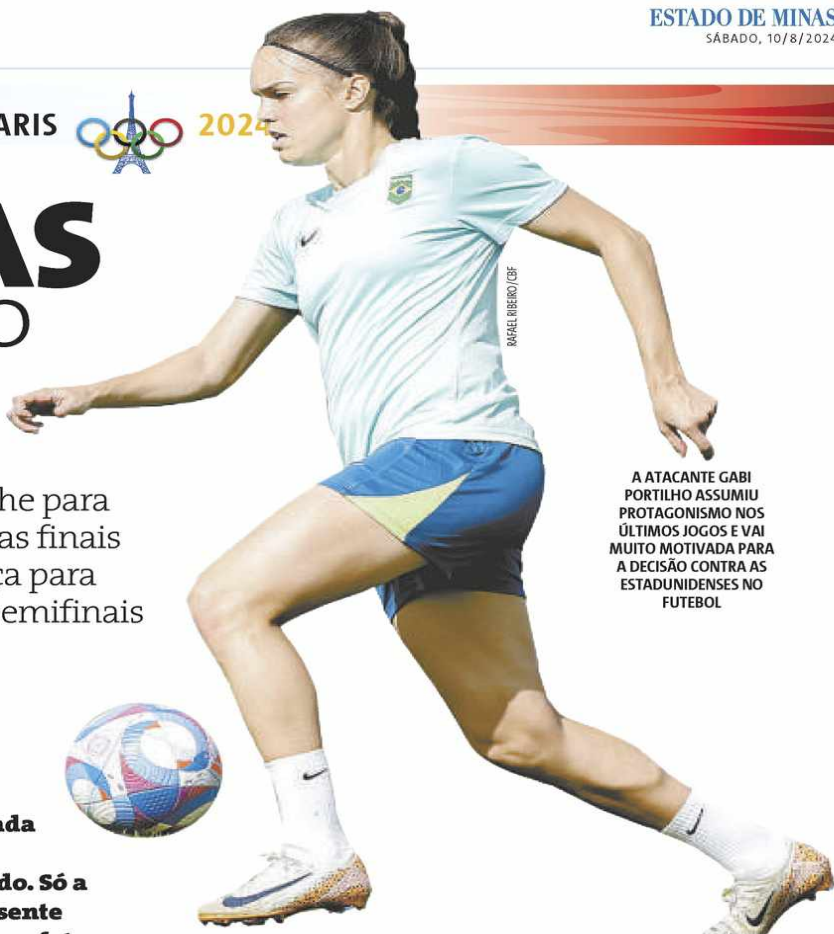 ESTADO DE MINAS
SÁBADO, 10/8/2024
ARIS 2024
AS
O
RAFAEL RIBEIRO/CBF
he para
as finais
ça para
emifinais
A ATACANTE GABI
PORTILHO ASSUMIU
PROTAGONISMO NOS
ÚLTIMOS JOGOS E VAI
MUITO MOTIVADA PARA
A DECISÃO CONTRA AS
ESTADUNIDENSES NO
FUTEBOL
da
do. Só a
sente